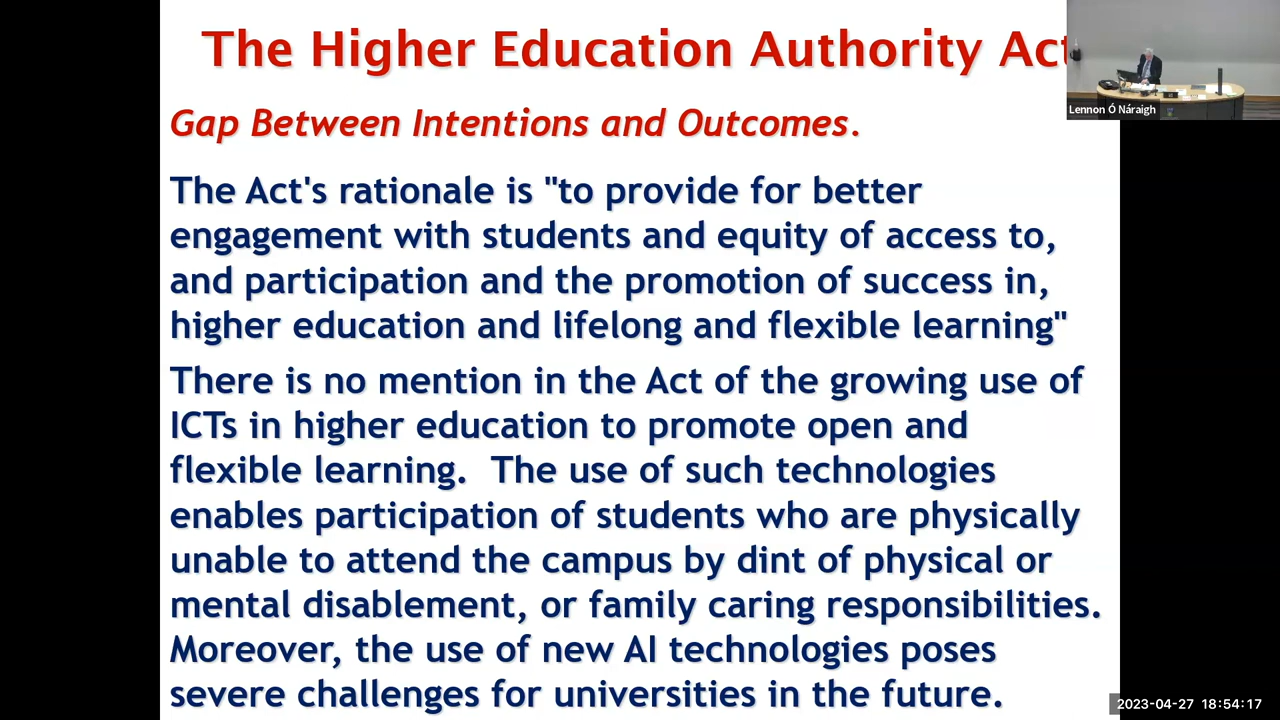 The Higher Education Authority Act
Lennon Ó Náraigh
Gap Between Intentions and Outcomes.
The Act's rationale is "to provide for better
engagement with students and equity of access to,
and participation and the promotion of success in,
higher education and lifelong and flexible learning"
There is no mention in the Act of the growing use of
ICTs in higher education to promote open and
flexible learning.  The use of such technologies
enables participation of students who are physically
unable to attend the campus by dint of physical or
mental disablement, or family caring responsibilities.
Moreover, the use of new AI technologies poses
severe challenges for universities in the future.
2023-04-27 18:54:17